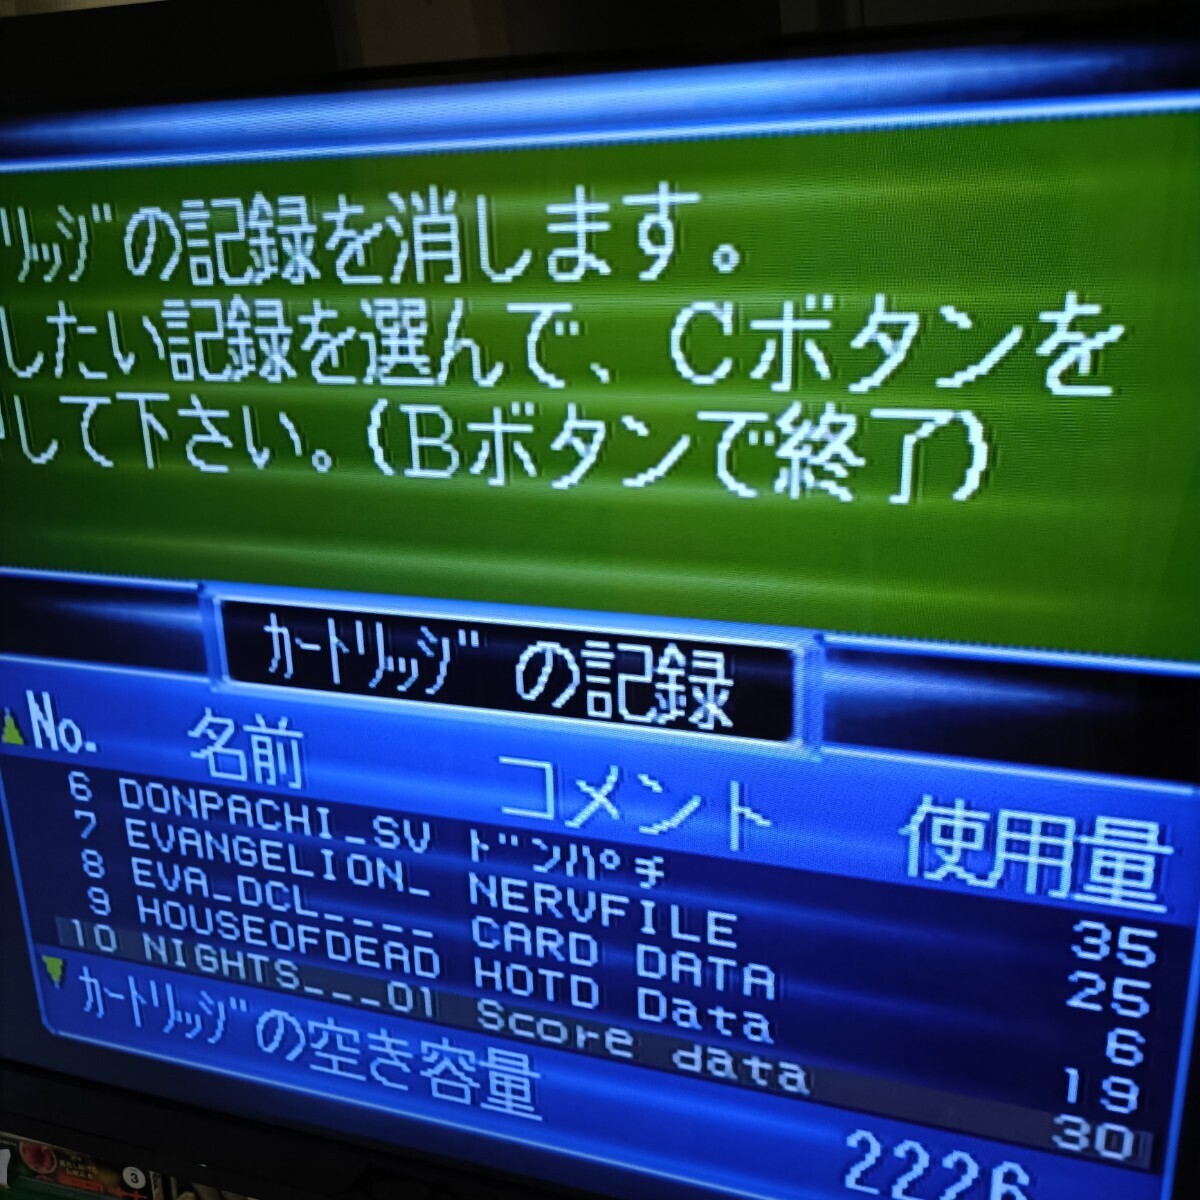 リッジの記録を消します。
したい記録を選んで、Cボタンを
して下さい。(Bボタンで終了)
カートリッジの記録
No. 名前 コメント 使用量
6 DONPACHI_SV ドンパチ 35
7 EVANGELION_ NERVFILE 25
8 EVA_DCL____ CARD DATA 6
9 HOUSEOFDEAD HOTD Data 19
10 NIGHTS___01 Score data 30
カートリッジの空き容量 2226
3